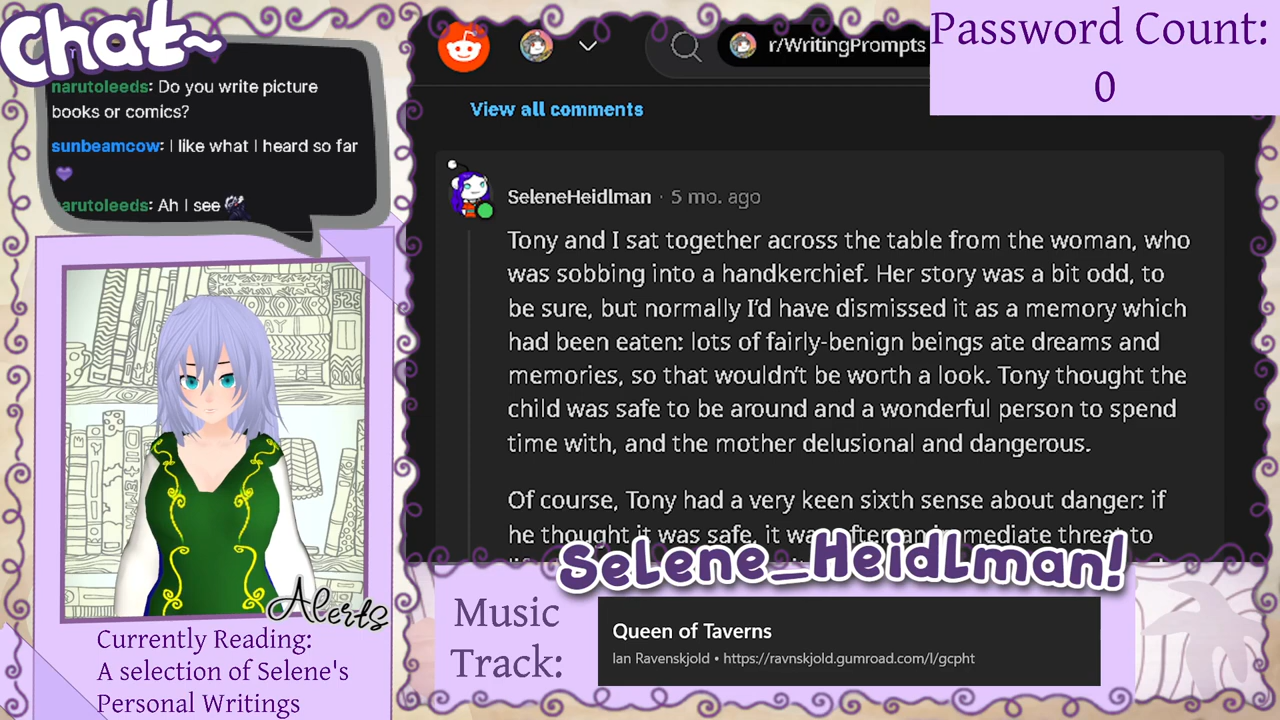 Chat~
narutoleeds: Do you write picture
books or comics?
sunbeamcow: I like what I heard so far
arutoleeds: Ah I see
Alerts
Currently Reading:
A selection of Selene's
Personal Writings
r/WritingPrompts
Password Count:
0
View all comments
SeleneHeidlman · 5 mo. ago
Tony and I sat together across the table from the woman, who
was sobbing into a handkerchief. Her story was a bit odd, to
be sure, but normally I'd have dismissed it as a memory which
had been eaten: lots of fairly-benign beings ate dreams and
memories, so that wouldn't be worth a look. Tony thought the
child was safe to be around and a wonderful person to spend
time with, and the mother delusional and dangerous.
Of course, Tony had a very keen sixth sense about danger: if
he thought it was safe, it was often an immediate threat to
Selene_Heidlman!
Music
Track:
Queen of Taverns
Ian Ravenskjold • https://ravnskjold.gumroad.com/l/gcpht